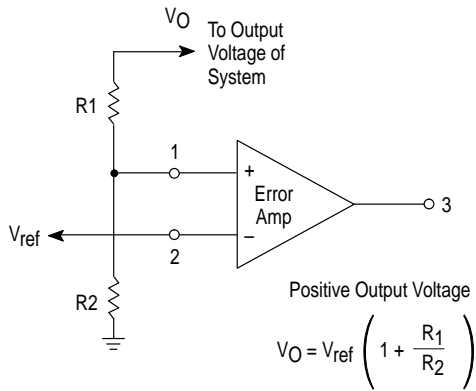 VO
To Output
Voltage of
System
R1
1
+
Error
Amp
3
Vref
–
2
R2
Positive Output Voltage
VO = Vref ( 1 + R1/R2 )